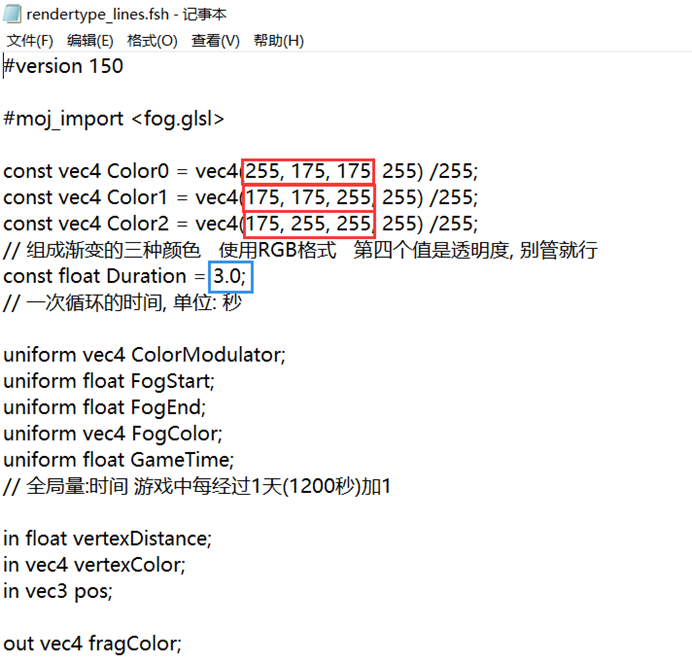 rendertype_lines.fsh - 记事本
文件(F) 编辑(E) 格式(O) 查看(V) 帮助(H)
#version 150
#moj_import <fog.glsl>
const vec4 Color0 = vec4(255, 175, 175, 255) /255;
const vec4 Color1 = vec4(175, 175, 255, 255) /255;
const vec4 Color2 = vec4(175, 255, 255, 255) /255;
// 组成渐变的三种颜色 使用RGB格式 第四个值是透明度, 别管就行
const float Duration = 3.0;
// 一次循环的时间, 单位: 秒
uniform vec4 ColorModulator;
uniform float FogStart;
uniform float FogEnd;
uniform vec4 FogColor;
uniform float GameTime;
// 全局量:时间 游戏中每经过1天(1200秒)加1
in float vertexDistance;
in vec4 vertexColor;
in vec3 pos;
out vec4 fragColor;